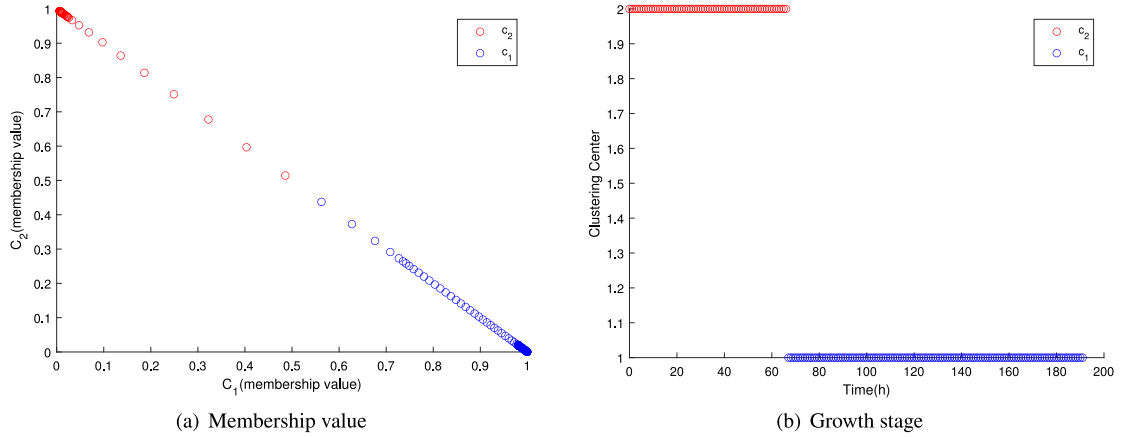 1
0.9
0.8
0.7
0.6
0.5
0.4
0.3
0.2
0.1
0
C2(membership value)
c2
c1
0 0.1 0.2 0.3 0.4 0.5 0.6 0.7 0.8 0.9 1
C1(membership value)
(a) Membership value
2
1.9
1.8
1.7
1.6
1.5
1.4
1.3
1.2
1.1
1
Clustering Center
c2
c1
0 20 40 60 80 100 120 140 160 180 200
Time(h)
(b) Growth stage